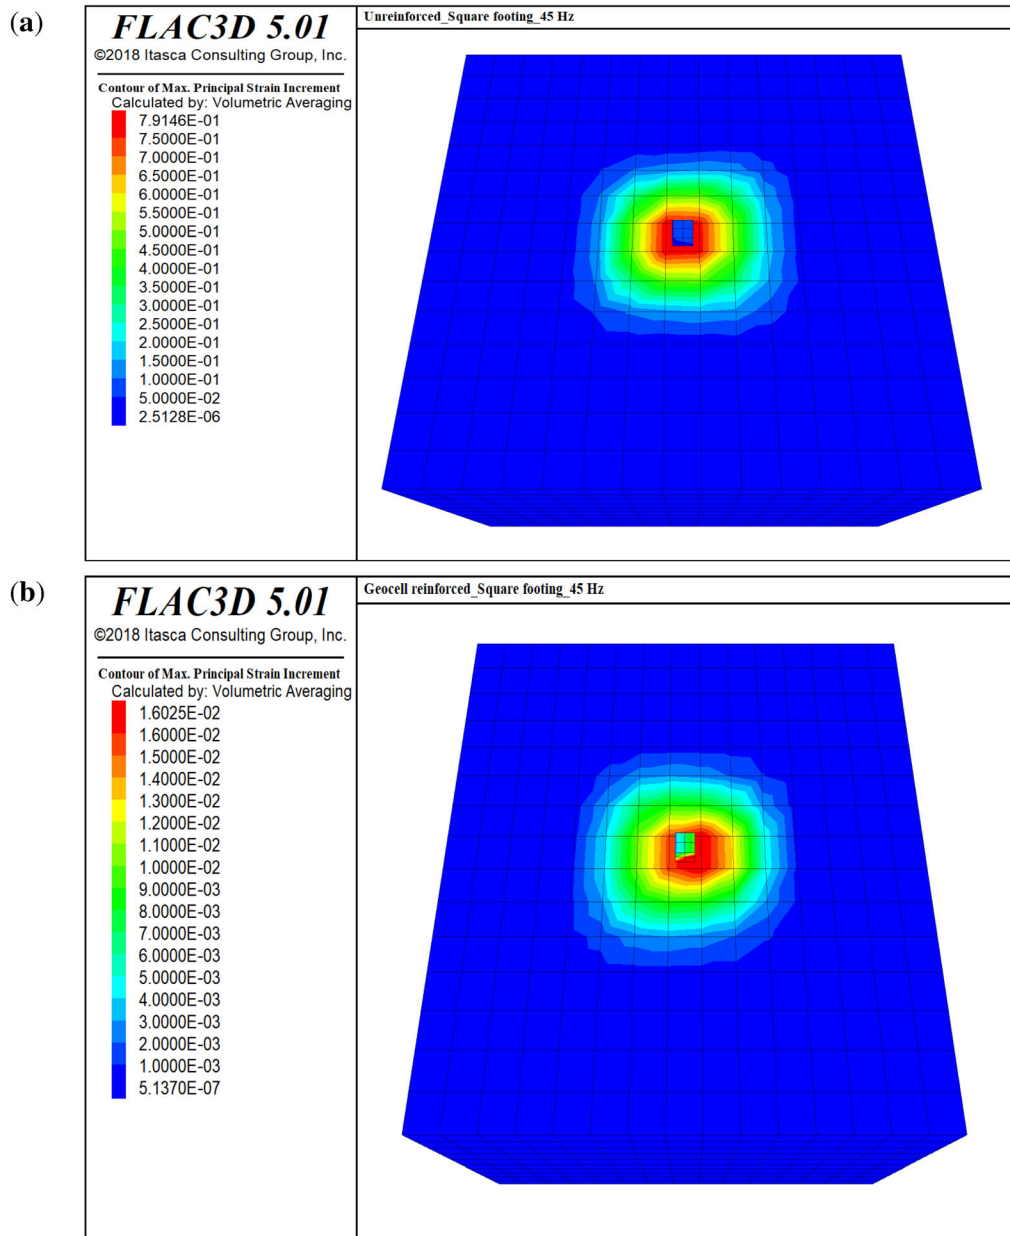 (a)
FLAC3D 5.01
©2018 Itasca Consulting Group, Inc.
Contour of Max. Principal Strain Increment
Calculated by: Volumetric Averaging
7.9146E-01
7.5000E-01
7.0000E-01
6.5000E-01
6.0000E-01
5.5000E-01
5.0000E-01
4.5000E-01
4.0000E-01
3.5000E-01
3.0000E-01
2.5000E-01
2.0000E-01
1.5000E-01
1.0000E-01
5.0000E-02
2.5128E-06
Unreinforced_Square footing_45 Hz
(b)
FLAC3D 5.01
©2018 Itasca Consulting Group, Inc.
Contour of Max. Principal Strain Increment
Calculated by: Volumetric Averaging
1.6025E-02
1.6000E-02
1.5000E-02
1.4000E-02
1.3000E-02
1.2000E-02
1.1000E-02
1.0000E-02
9.0000E-03
8.0000E-03
7.0000E-03
6.0000E-03
5.0000E-03
4.0000E-03
3.0000E-03
2.0000E-03
1.0000E-03
5.1370E-07
Geocell reinforced_Square footing_45 Hz